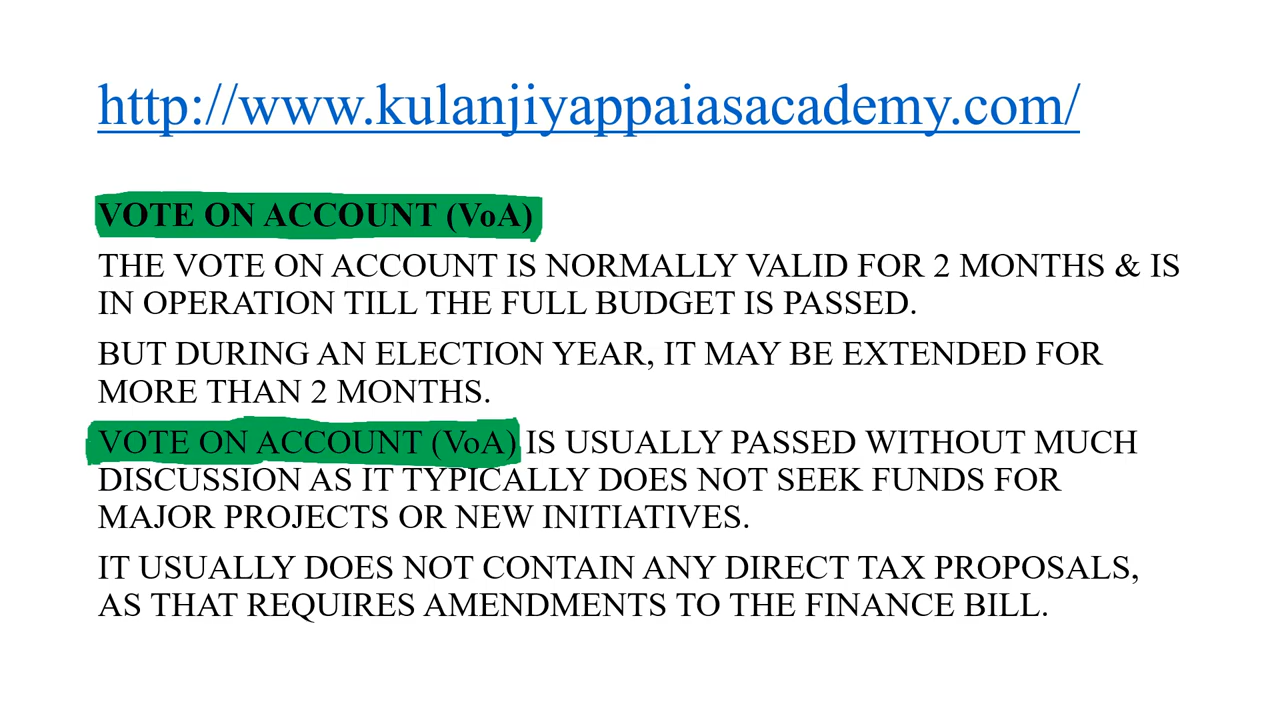 http://www.kulanjiyappaiasacademy.com/
VOTE ON ACCOUNT (VoA)
THE VOTE ON ACCOUNT IS NORMALLY VALID FOR 2 MONTHS & IS
IN OPERATION TILL THE FULL BUDGET IS PASSED.
BUT DURING AN ELECTION YEAR, IT MAY BE EXTENDED FOR
MORE THAN 2 MONTHS.
VOTE ON ACCOUNT (VoA) IS USUALLY PASSED WITHOUT MUCH
DISCUSSION AS IT TYPICALLY DOES NOT SEEK FUNDS FOR
MAJOR PROJECTS OR NEW INITIATIVES.
IT USUALLY DOES NOT CONTAIN ANY DIRECT TAX PROPOSALS,
AS THAT REQUIRES AMENDMENTS TO THE FINANCE BILL.